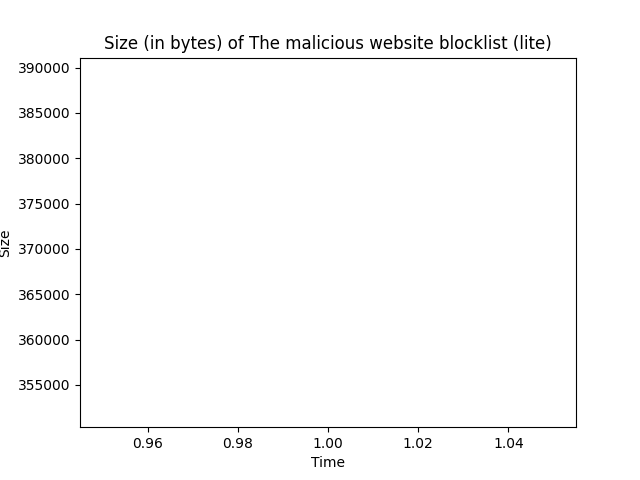 Size (in bytes) of The malicious website blocklist (lite)
390000
385000
380000
375000
370000
365000
360000
355000
Size
0.96 0.98 1.00 1.02 1.04
Time